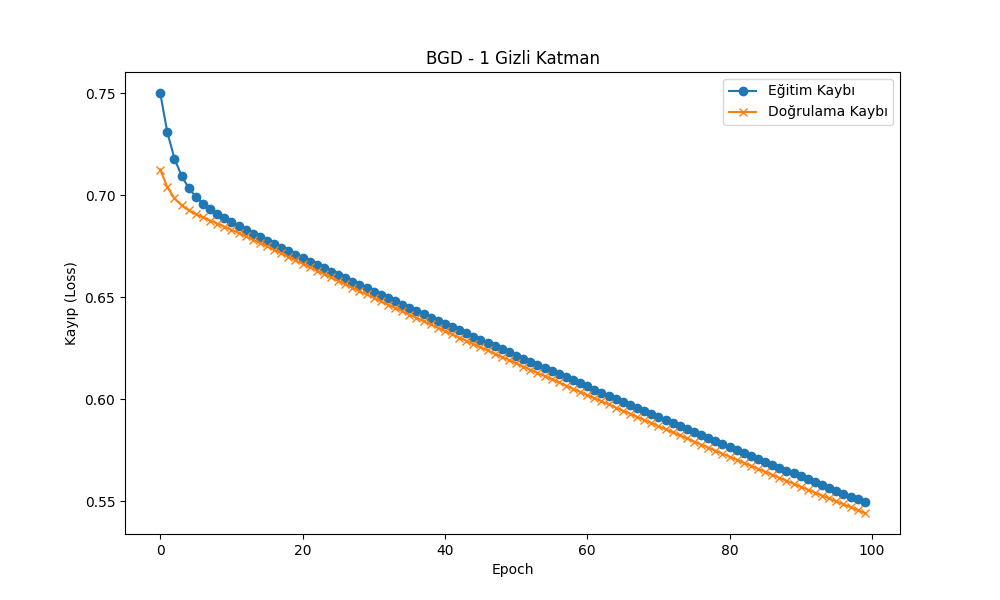 BGD - 1 Gizli Katman
Eğitim Kaybı
Doğrulama Kaybı
Kayıp (Loss)
0.75
0.70
0.65
0.60
0.55
0 20 40 60 80 100
Epoch